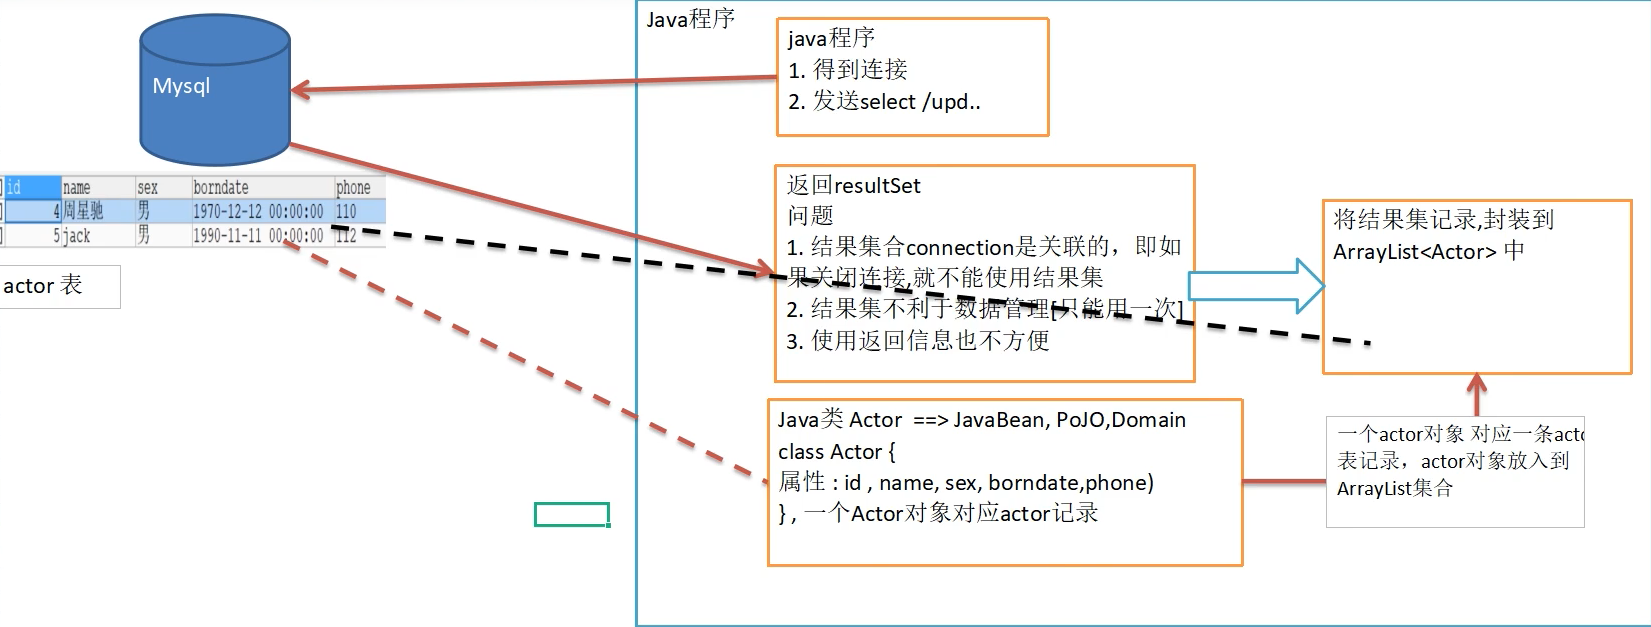 Mysql
id name sex borndate phone
4 周星驰 男 1970-12-12 00:00:00 110
5 jack 男 1990-11-11 00:00:00 112
actor 表
Java程序
java程序
1. 得到连接
2. 发送select /upd..
返回resultSet
问题
1. 结果集合connection是关联的，即如
果关闭连接,就不能使用结果集
2. 结果集不利于数据管理[只能用一次]
3. 使用返回信息也不方便
将结果集记录,封装到
ArrayList<Actor> 中
Java类 Actor ==> JavaBean, PoJO,Domain
class Actor {
属性 : id , name, sex, borndate,phone)
} , 一个Actor对象对应actor记录
一个actor对象 对应一条acto
表记录，actor对象放入到
ArrayList集合